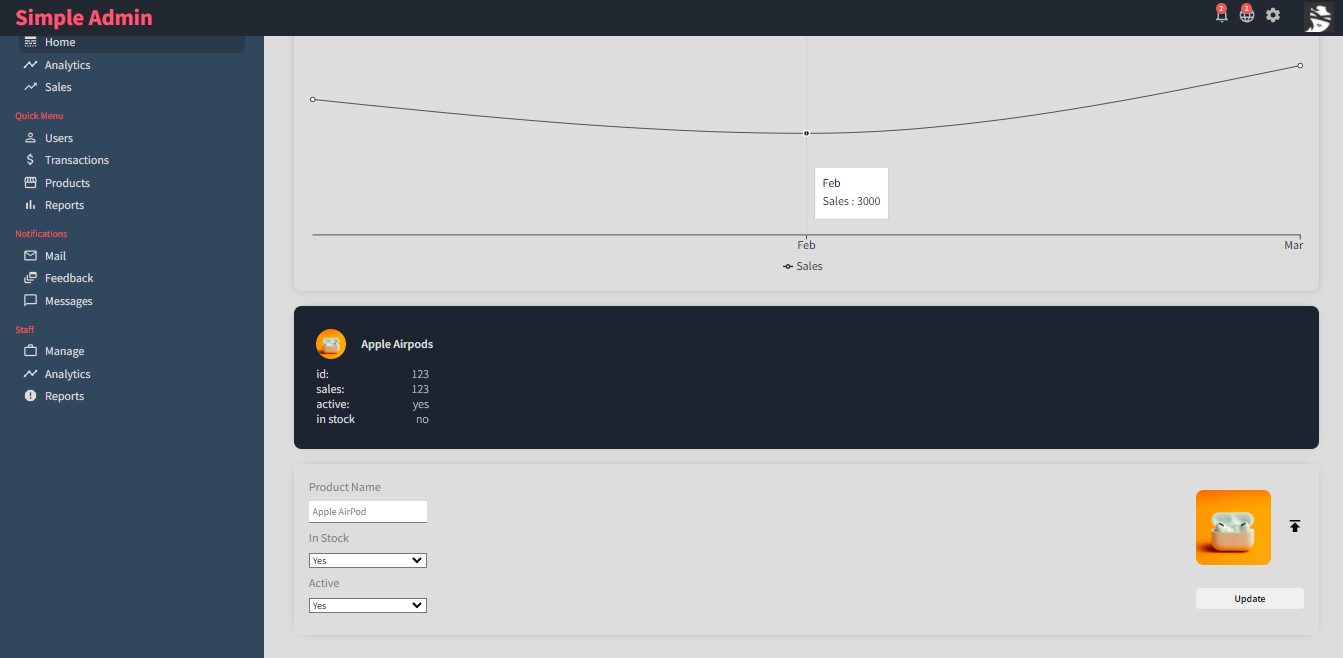 Simple Admin
2
2
Home
Analytics
Sales
Quick Menu
Users
Transactions
Products
Reports
Notifications
Mail
Feedback
Messages
Staff
Manage
Analytics
Reports
Feb
Sales : 3000
Feb
Mar
Sales
Apple Airpods
id: 123
sales: 123
active: yes
in stock no
Product Name
Apple AirPod
In Stock
Yes
Active
Yes
Update